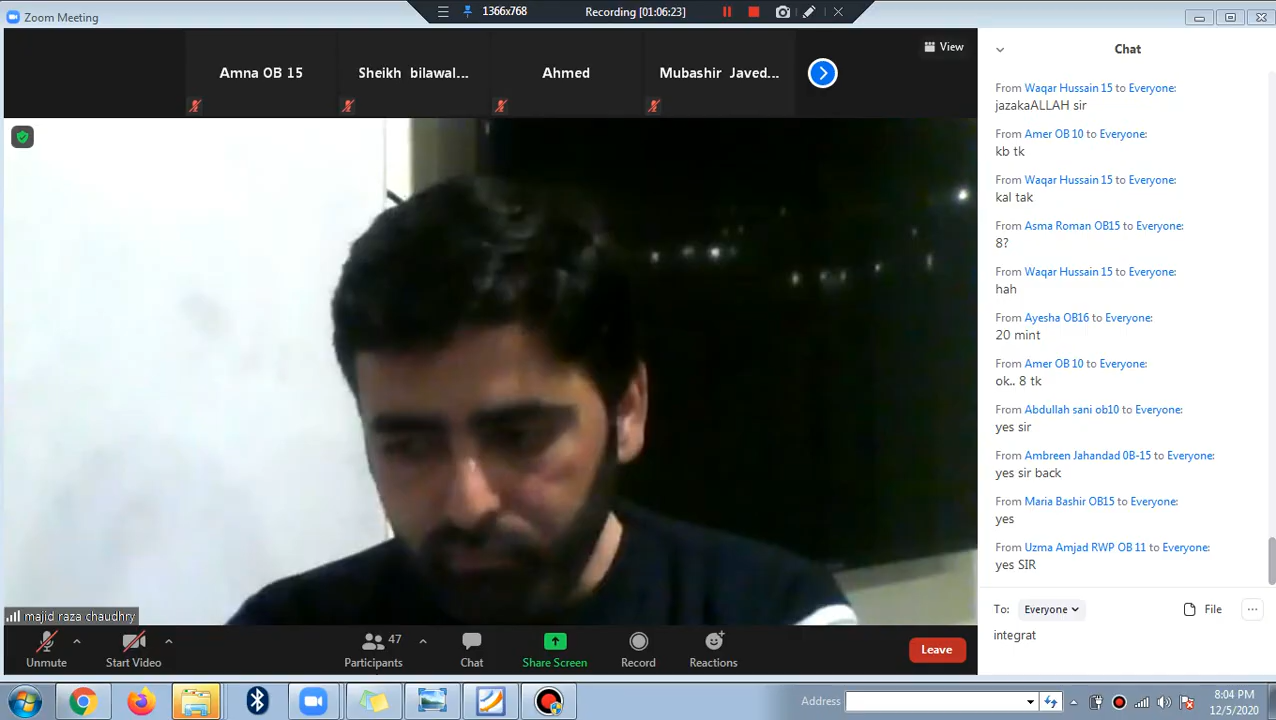 Zoom Meeting
1366x768
Recording [01:06:23]
Amna OB 15
Sheikh bilawal...
Ahmed
Mubashir Javed...
View
majid raza chaudhry
Unmute
Start Video
47
Participants
Chat
Share Screen
Record
Reactions
Leave
Chat
From Waqar Hussain 15 to Everyone:
jazakaALLAH sir
From Amer OB 10 to Everyone:
kb tk
From Waqar Hussain 15 to Everyone:
kal tak
From Asma Roman OB15 to Everyone:
8?
From Waqar Hussain 15 to Everyone:
hah
From Ayesha OB16 to Everyone:
20 mint
From Amer OB 10 to Everyone:
ok.. 8 tk
From Abdullah sani ob10 to Everyone:
yes sir
From Ambreen Jahandad 0B-15 to Everyone:
yes sir back
From Maria Bashir OB15 to Everyone:
yes
From Uzma Amjad RWP OB 11 to Everyone:
yes SIR
To: Everyone
File
integrat
Address
8:04 PM
12/5/2020